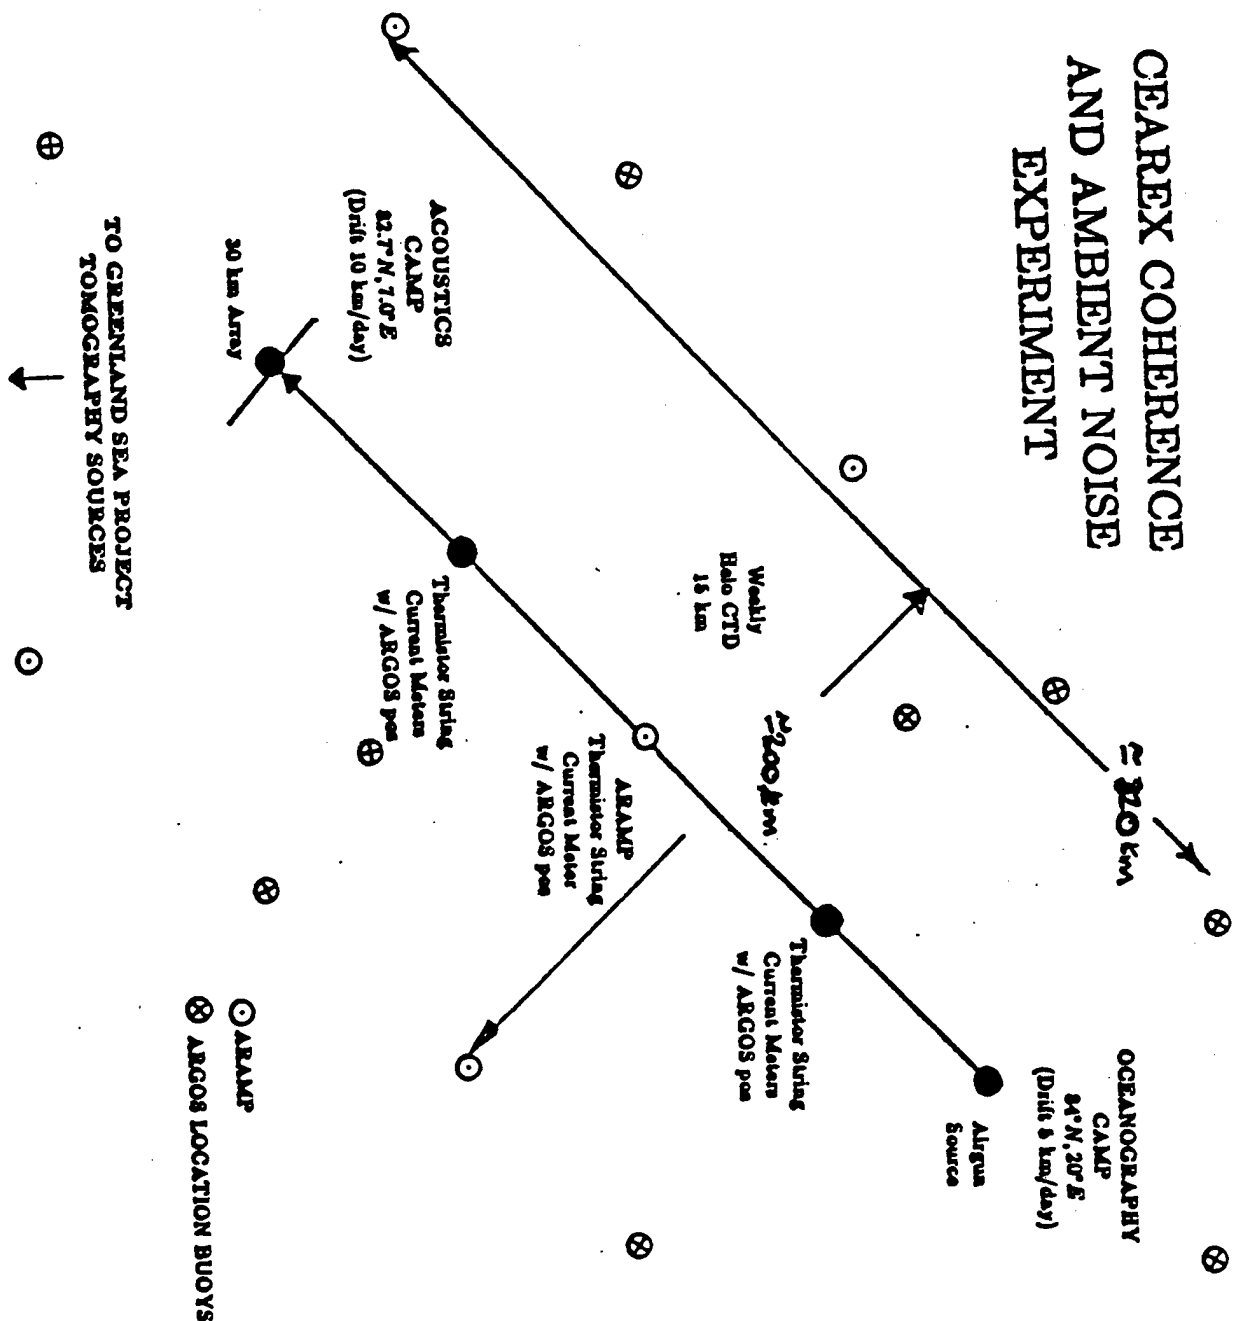 CEAREX COHERENCE
AND AMBIENT NOISE
EXPERIMENT
≃ 320 km
OCEANOGRAPHY
CAMP
84°N, 20°E
(Drift 5 km/day)
Airgun
Source
Weekly
Helo CTD
15 km
≃200 km
Thermistor String
Current Meters
w/ ARGOS pos
ARAMP
Thermistor String
Current Meter
w/ ARGOS pos
ACOUSTICS
CAMP
82.7°N, 7.0°E
(Drift 10 km/day)
Thermistor String
Current Meters
w/ ARGOS pos
30 km Array
ARAMP
ARGOS LOCATION BUOYS
TO GREENLAND SEA PROJECT
TOMOGRAPHY SOURCES